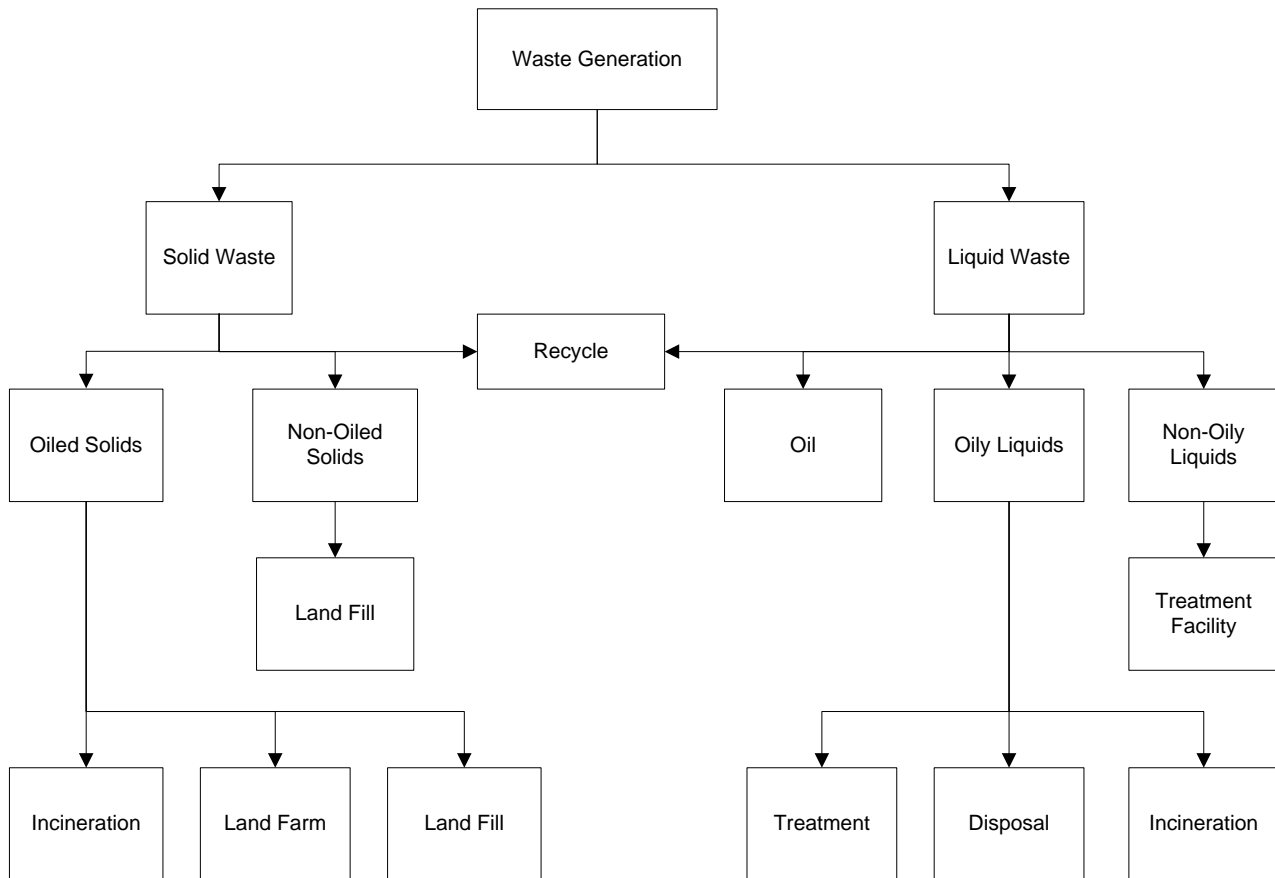 Waste Generation
Solid Waste
Liquid Waste
Recycle
Oiled Solids
Non-Oiled
Solids
Oil
Oily Liquids
Non-Oily
Liquids
Land Fill
Treatment
Facility
Incineration
Land Farm
Land Fill
Treatment
Disposal
Incineration